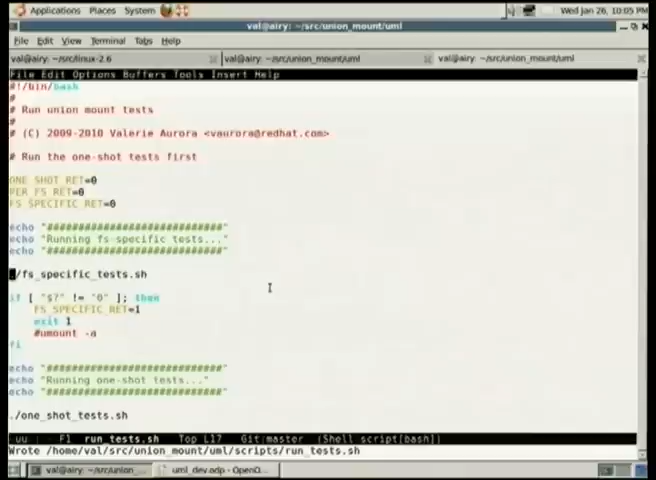 Applications Places System Wed Jan 26, 10:05 PM
val@airy: ~/src/union_mount/uml
File Edit View Terminal Tabs Help
val@airy: ~/src/linux-2.6 val@airy: ~/src/union_mount/uml val@airy: ~/src/union_mount/uml
File Edit Options Buffers Tools Insert Help
#!/bin/bash
#
# Run union mount tests
#
# (C) 2009-2010 Valerie Aurora <vaurora@redhat.com>
# Run the one-shot tests first
ONE_SHOT_RET=0
PER_FS_RET=0
FS_SPECIFIC_RET=0
echo "###########################"
echo "Running fs specific tests..."
echo "###########################"
./fs_specific_tests.sh
if [ "$?" != "0" ]; then
FS_SPECIFIC_RET=1
exit 1
#umount -a
fi
echo "###########################"
echo "Running one-shot tests..."
echo "###########################"
./one_shot_tests.sh
-uu-:---F1 run_tests.sh Top L17 Git:master (Shell-script[bash])
Wrote /home/val/src/union_mount/uml/scripts/run_tests.sh
val@airy: ~/src/union_... uml_dev.odp - OpenO...